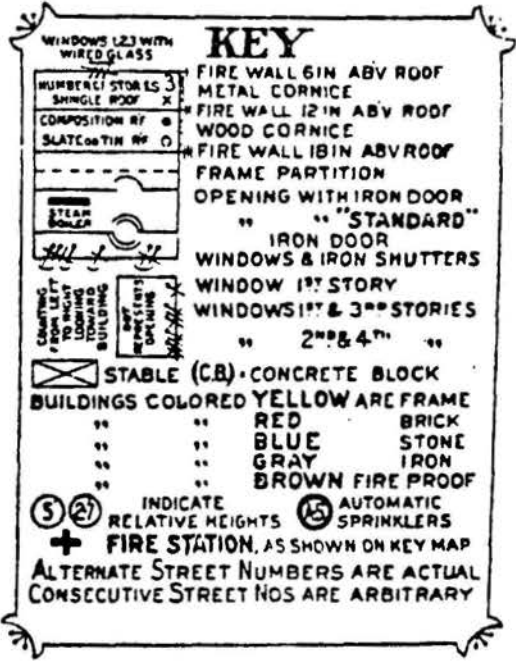 WINDOWS 1.2.3 WITH
WIRED GLASS
KEY
NUMBER OF STORIES 3
SHINGLE ROOF X
COMPOSITION RF
SLATE OR TIN RF O
STEAM
BOILER
FIRE WALL 6 IN ABV ROOF
METAL CORNICE
FIRE WALL 12 IN ABV ROOF
WOOD CORNICE
FIRE WALL 18 IN ABV ROOF
FRAME PARTITION
OPENING WITH IRON DOOR
" " "STANDARD"
IRON DOOR
WINDOWS & IRON SHUTTERS
WINDOW 1ST STORY
WINDOWS 1ST & 3RD STORIES
" 2ND & 4TH "
COUNTING
FROM LEFT
TO RIGHT
LOOKING
TOWARD
BUILDING
DOT
REPRESENTS
OPENING
STABLE (C.B.) - CONCRETE BLOCK
BUILDINGS COLORED YELLOW ARE FRAME
" " RED BRICK
" " BLUE STONE
" " GRAY IRON
" " BROWN FIRE PROOF
5 27 INDICATE
RELATIVE HEIGHTS
AS AUTOMATIC
SPRINKLERS
FIRE STATION, AS SHOWN ON KEY MAP
ALTERNATE STREET NUMBERS ARE ACTUAL
CONSECUTIVE STREET NOS ARE ARBITRARY